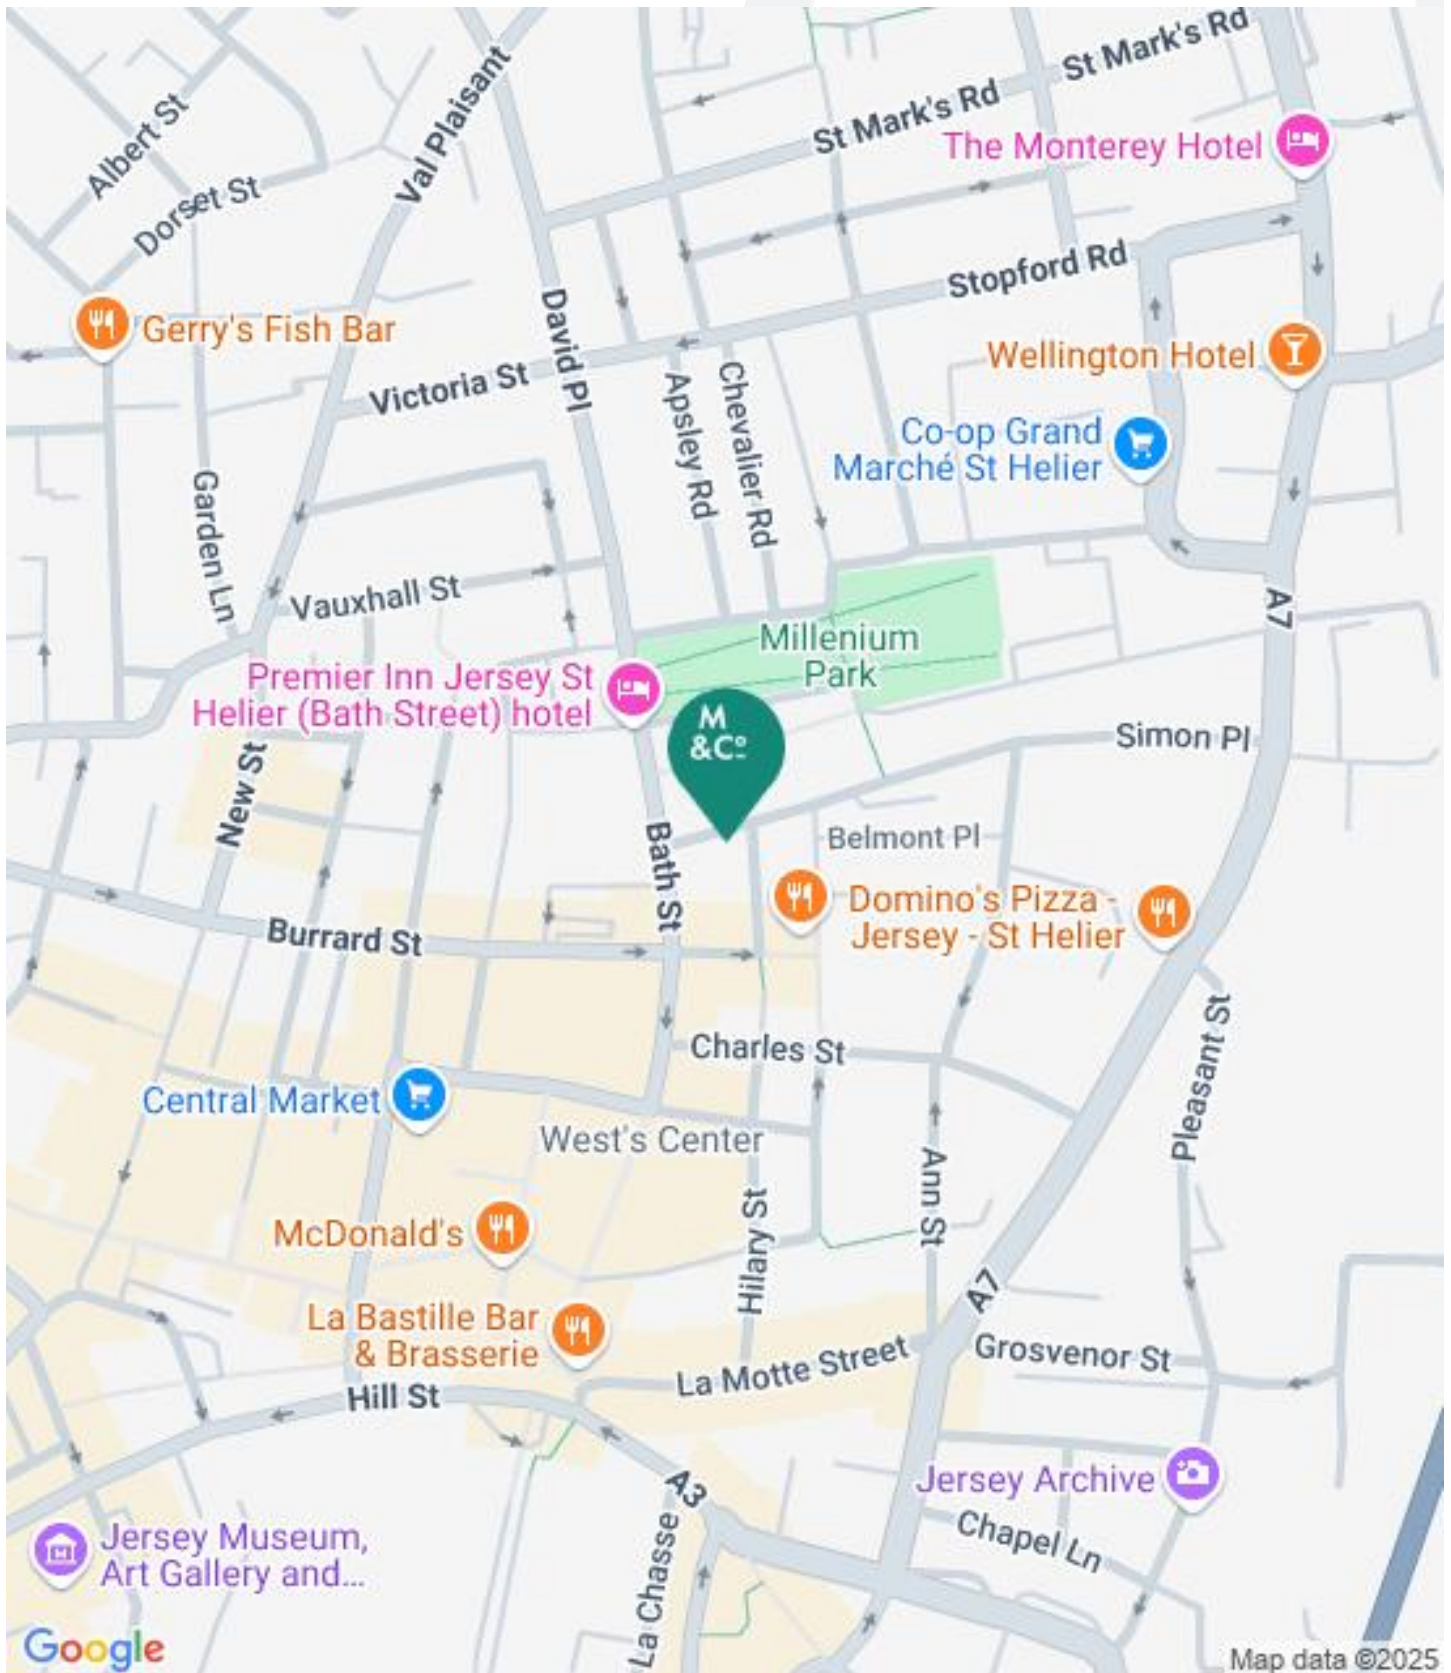 St Mark's Rd
St Mark's Rd
Val Plaisant
Albert St
The Monterey Hotel
Dorset St
Stopford Rd
Gerry's Fish Bar
David Pl
Victoria St
Wellington Hotel
Apsley Rd
Chevalier Rd
Co-op Grand
Marché St Helier
Garden Ln
Vauxhall St
A7
Millenium
Park
Premier Inn Jersey St
Helier (Bath Street) hotel
M
&Cº
Simon Pl
New St
Bath St
Belmont Pl
Domino's Pizza -
Jersey - St Helier
Burrard St
Charles St
Pleasant St
Central Market
West's Center
Ann St
McDonald's
Hilary St
A7
La Bastille Bar
& Brasserie
La Motte Street
Grosvenor St
Hill St
A3
Jersey Archive
Chapel Ln
Jersey Museum,
Art Gallery and...
La Chasse
Google
Map data ©2025